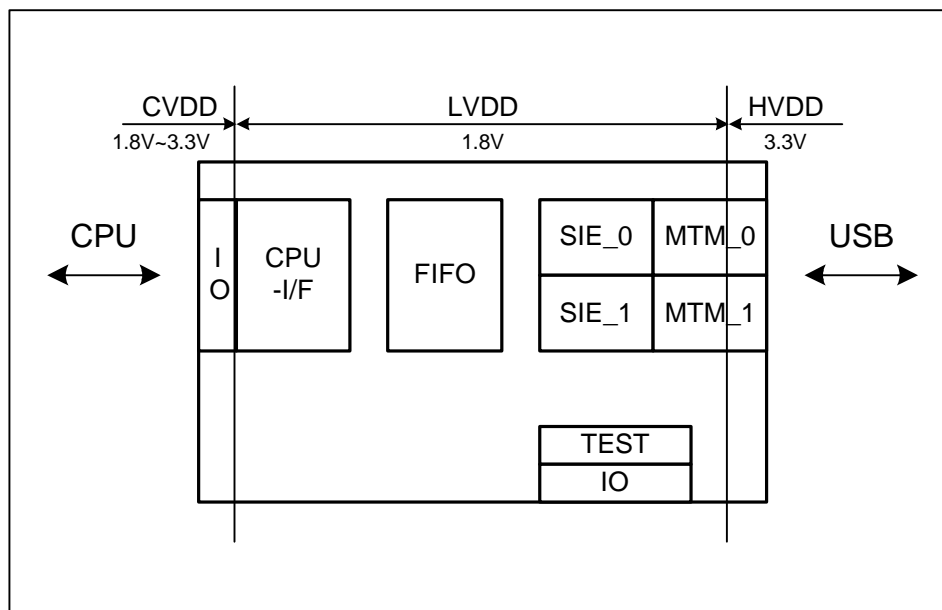 CVDD LVDD HVDD
1.8V~3.3V 1.8V 3.3V
CPU
USB
I
O
CPU
-I/F
FIFO
SIE_0 MTM_0
SIE_1 MTM_1
TEST
IO